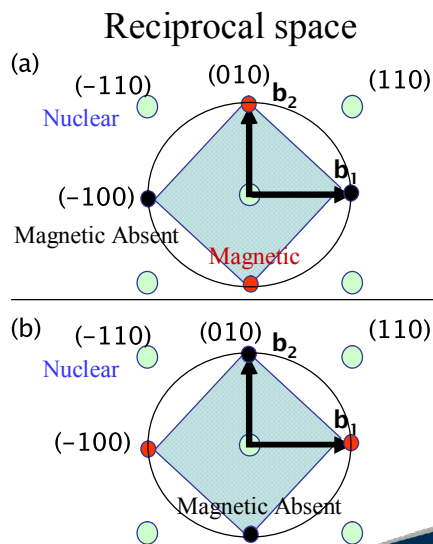 Reciprocal space
(a)
(-110) (010) (110)
Nuclear b2
b1
(-100)
Magnetic Absent Magnetic
(b)
(-110) (010) (110)
b2
Nuclear
b1
(-100)
Magnetic Absent